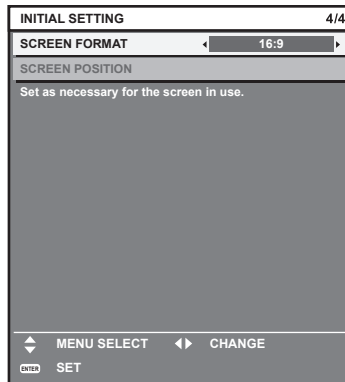 INITIAL SETTING 4/4
SCREEN FORMAT 16:9
SCREEN POSITION
Set as necessary for the screen in use.
MENU SELECT CHANGE
ENTER SET